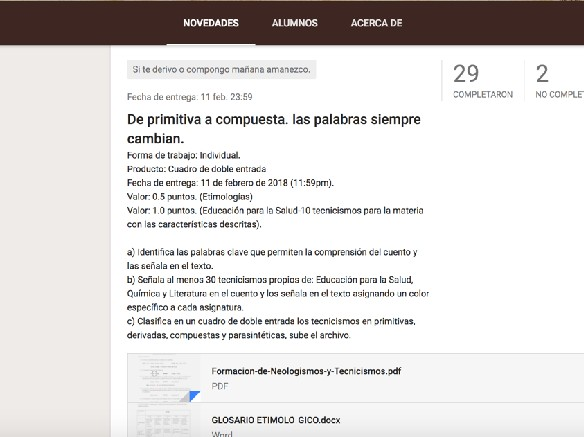 NOVEDADES ALUMNOS ACERCA DE
Si te derivo o compongo mañana amanezco.
29 2
COMPLETARON NO COMPLET
Fecha de entrega: 11 feb. 23:59
De primitiva a compuesta. las palabras siempre
cambian.
Forma de trabajo: Individual.
Producto: Cuadro de doble entrada
Fecha de entrega: 11 de febrero de 2018 (11:59pm).
Valor: 0.5 puntos. (Etimologías)
Valor: 1.0 puntos. (Educación para la Salud-10 tecnicismos para la materia
con las características descritas).
a) Identifica las palabras clave que permiten la comprensión del cuento y
las señala en el texto.
b) Señala al menos 30 tecnicismos propios de: Educación para la Salud,
Química y Literatura en el cuento y los señala en el texto asignando un color
específico a cada asignatura.
c) Clasifica en un cuadro de doble entrada los tecnicismos en primitivas,
derivadas, compuestas y parasintéticas, sube el archivo.
Formacion-de-Neologismos-y-Tecnicismos.pdf
PDF
GLOSARIO ETIMOLO GICO.docx
Word